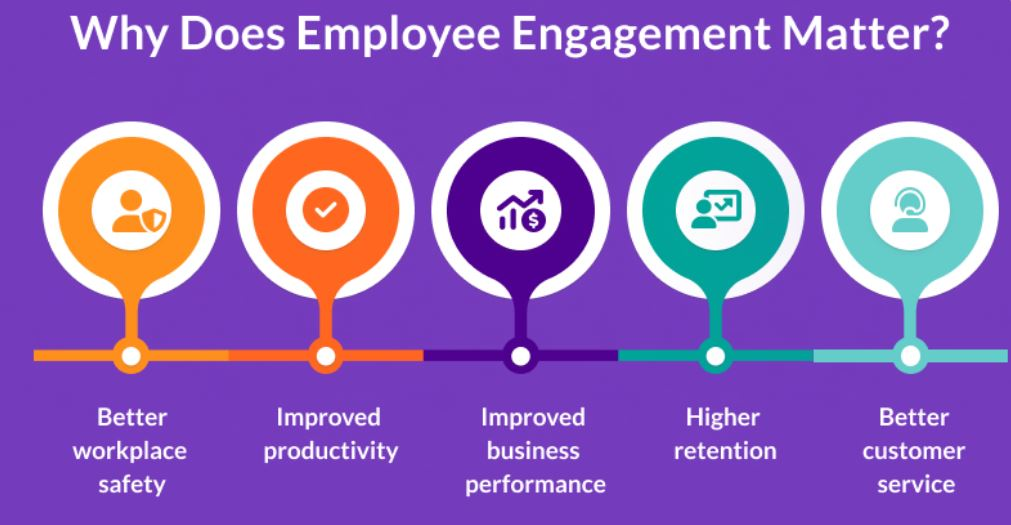 Why Does Employee Engagement Matter?
$
Better
workplace
safety
Improved
productivity
Improved
business
performance
Higher
retention
Better
customer
service